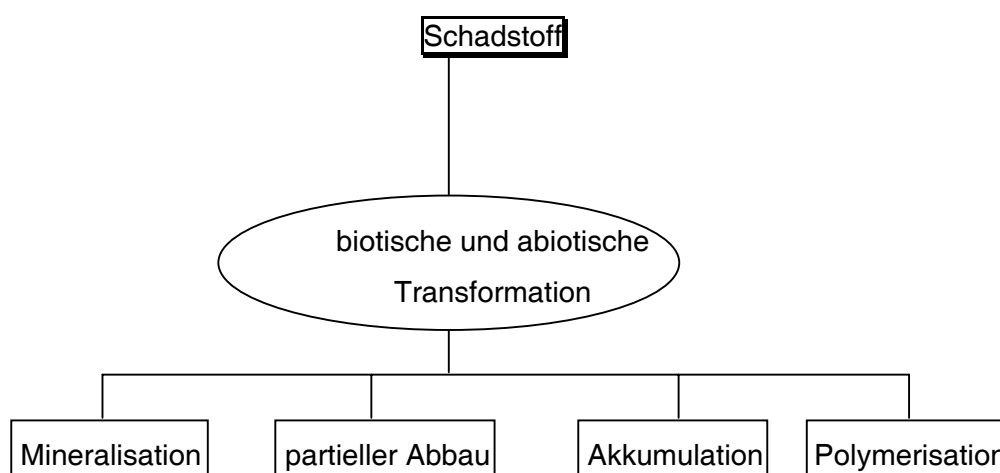 Schadstoff
biotische und abiotische
Transformation
Mineralisation
partieller Abbau
Akkumulation
Polymerisation